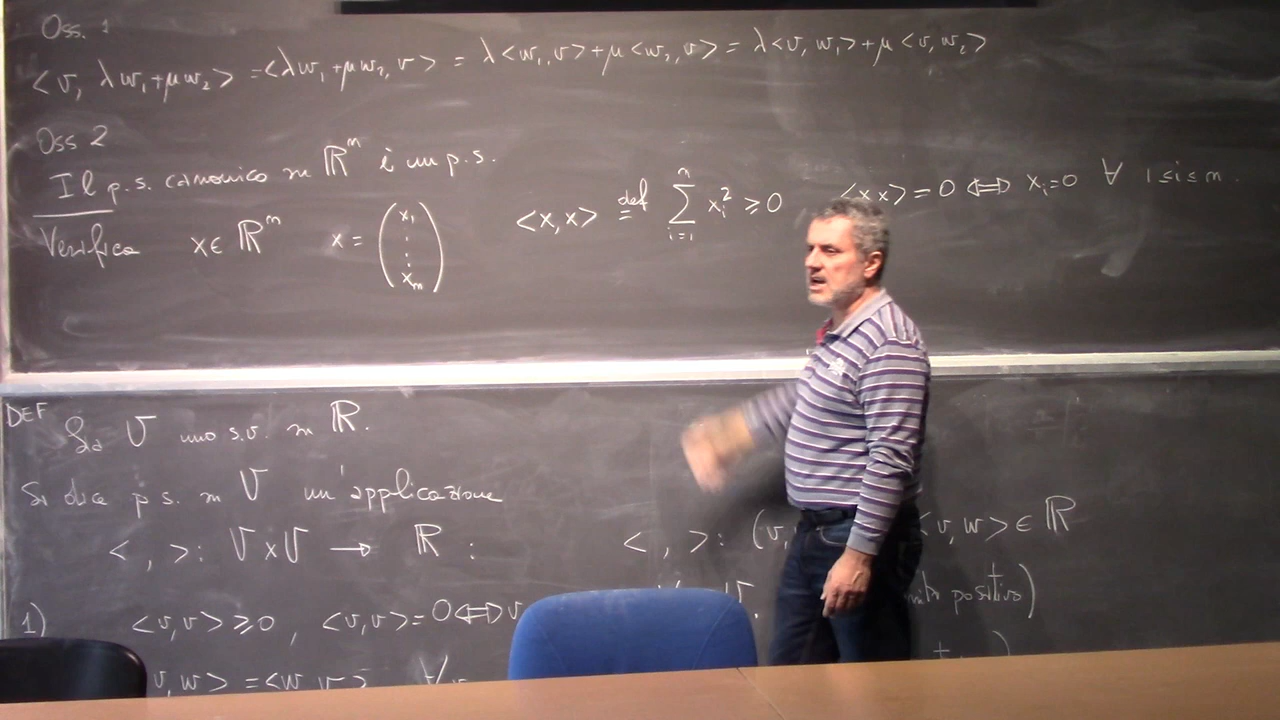 Oss. 1
<v, λw₁+μw₂> = <λw₁+μw₂, v> = λ<w₁, v>+μ<w₂, v> = λ<v, w₁>+μ<v, w₂>
Oss 2
Il p.s. canonico in ℝⁿ è un p.s.
Verifica x∈ℝⁿ x = (x₁ ⋮ xₙ) <x,x> def= ∑ᵢ₌₁ⁿ xᵢ² ≥ 0 <x x> = 0 ⟺ xᵢ=0 ∀ 1≤i≤n.
DEF Sia V uno s.v. in ℝ.
Si dice p.s. in V un'applicazione
< , >: V×V → ℝ : < , >: (v, <v, w> ∈ ℝ
1) <v,v> ≥0, <v,v>=0 ⟺ v V. positivo)
v, w> = <w, v> ∀v